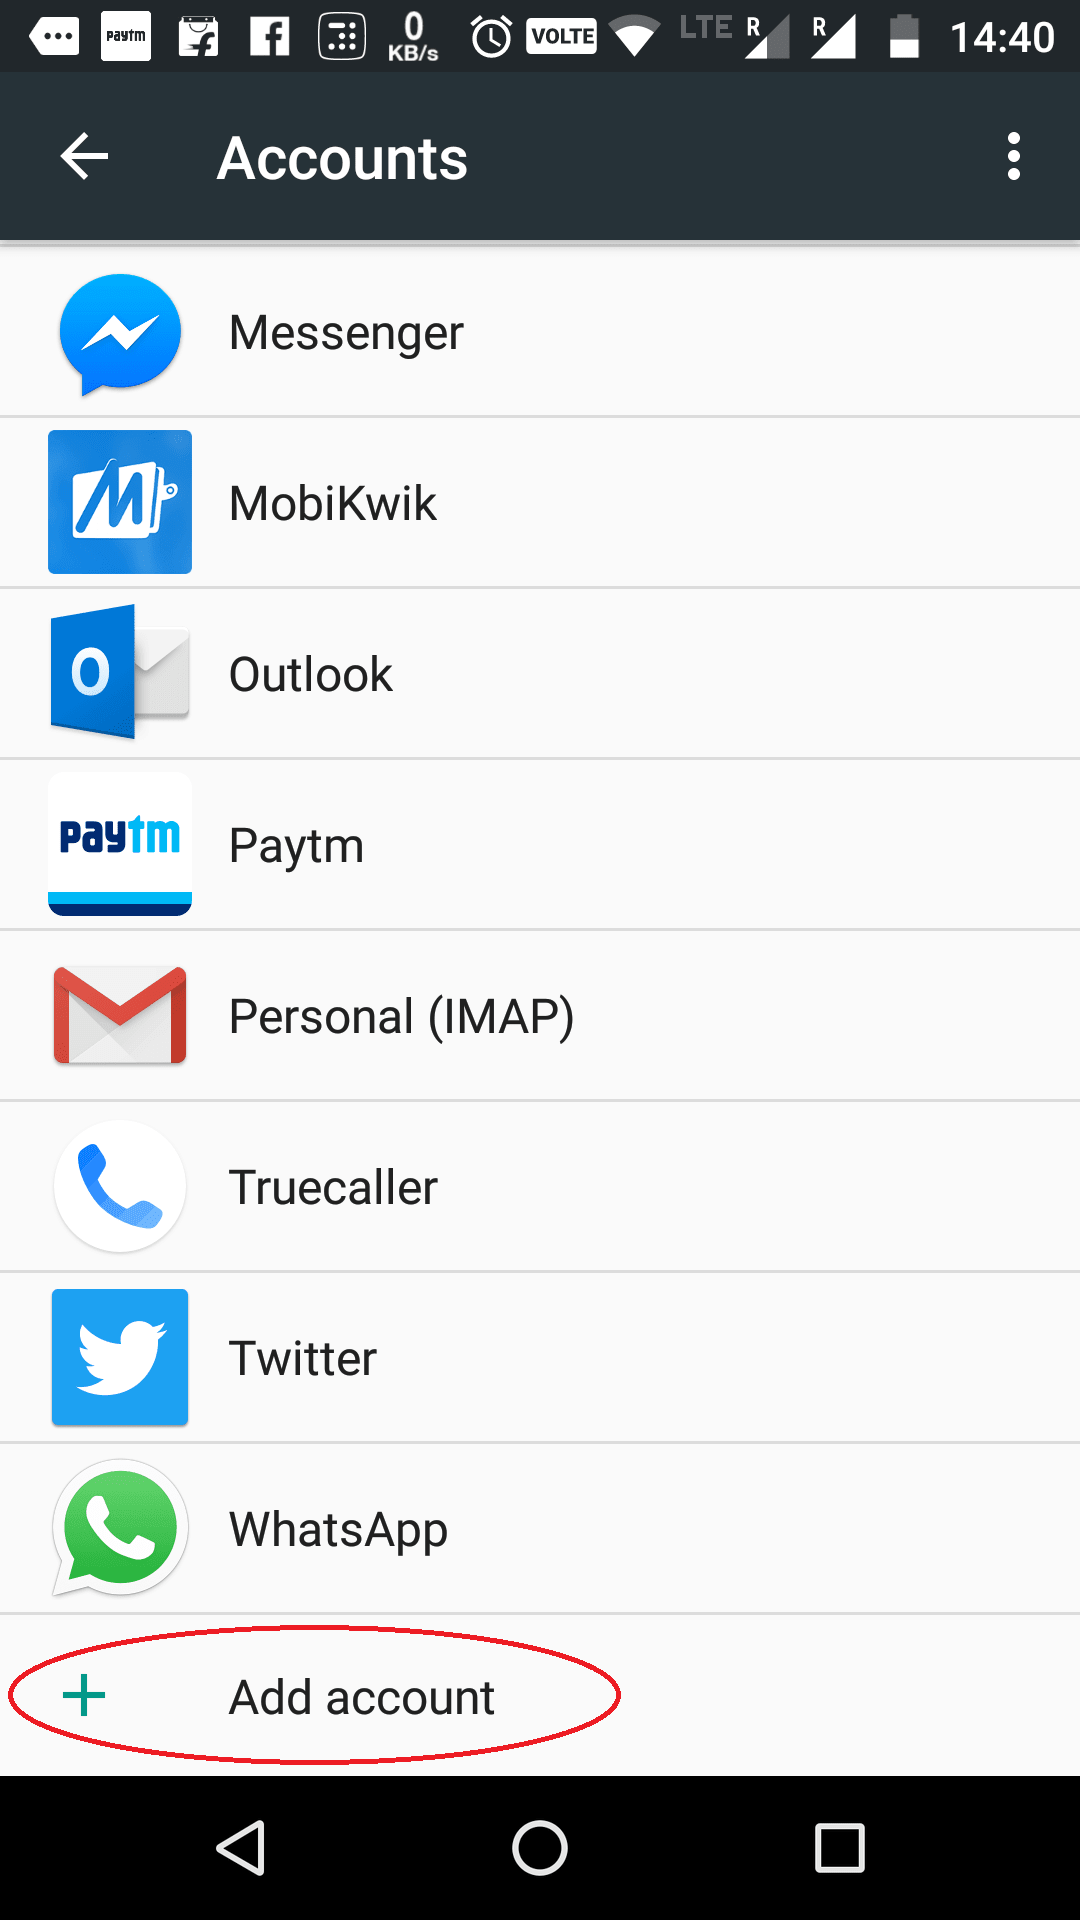 paytm 0 KB/s VOLTE LTE R R 14:40
Accounts
Messenger
MobiKwik
Outlook
paytm Paytm
Personal (IMAP)
Truecaller
Twitter
WhatsApp
Add account